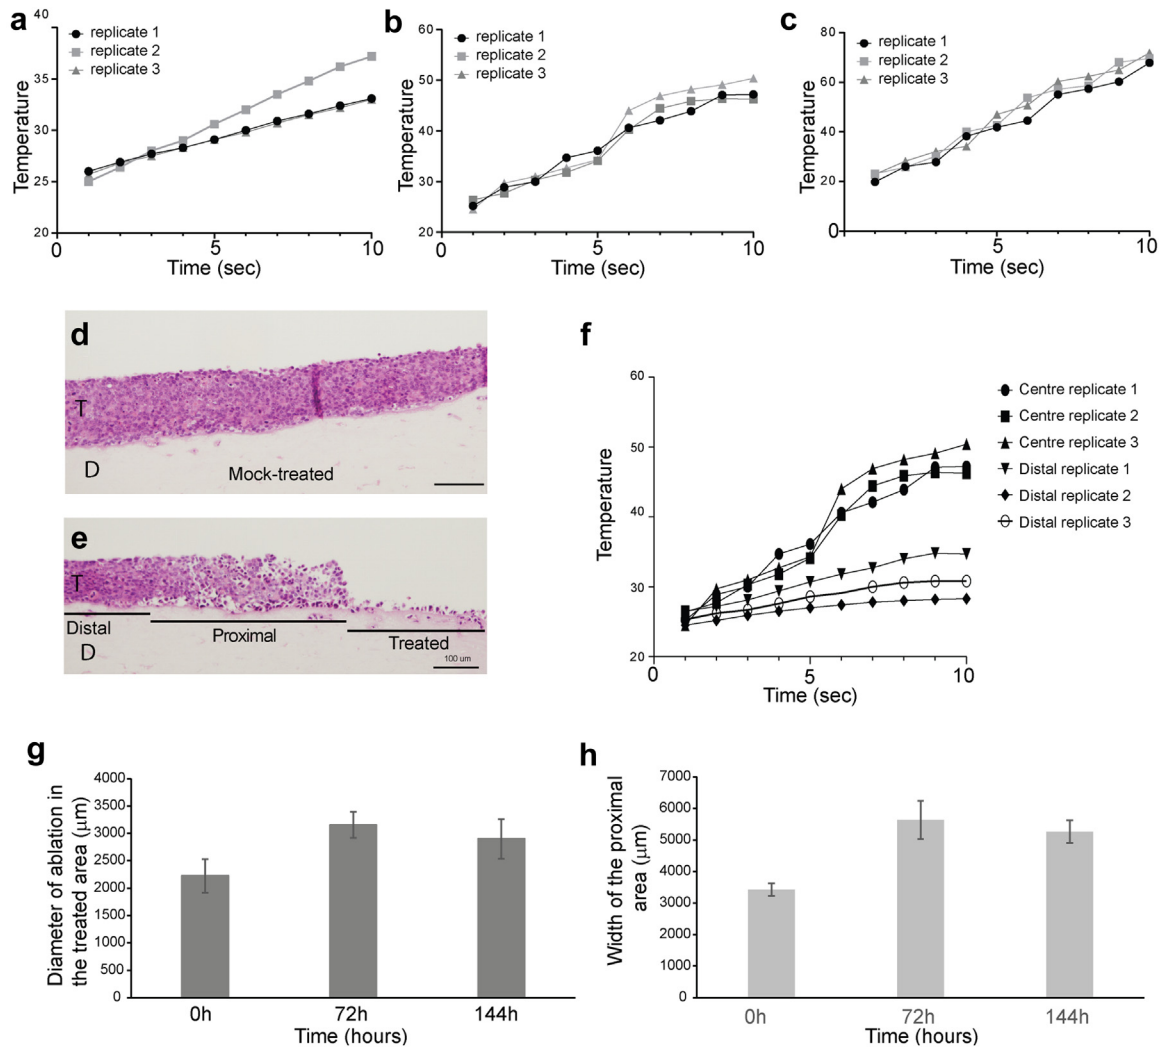 a
40
35
30
25
20
0
5
10
Temperature
Time (sec)
replicate 1
replicate 2
replicate 3
b
60
50
40
30
20
0
5
10
Temperature
Time (sec)
replicate 1
replicate 2
replicate 3
c
80
60
40
20
0
5
10
Temperature
Time (sec)
replicate 1
replicate 2
replicate 3
d
T
D
Mock-treated
e
T
Distal
Proximal
Treated
D
100 um
f
60
50
40
30
20
0
5
10
Temperature
Time (sec)
Centre replicate 1
Centre replicate 2
Centre replicate 3
Distal replicate 1
Distal replicate 2
Distal replicate 3
g
Diameter of ablation in
the treated area (μm)
4000
3500
3000
2500
2000
1500
1000
500
0
0h
72h
144h
Time (hours)
h
Width of the proximal
area (μm)
7000
6000
5000
4000
3000
2000
1000
0
0h
72h
144h
Time (hours)